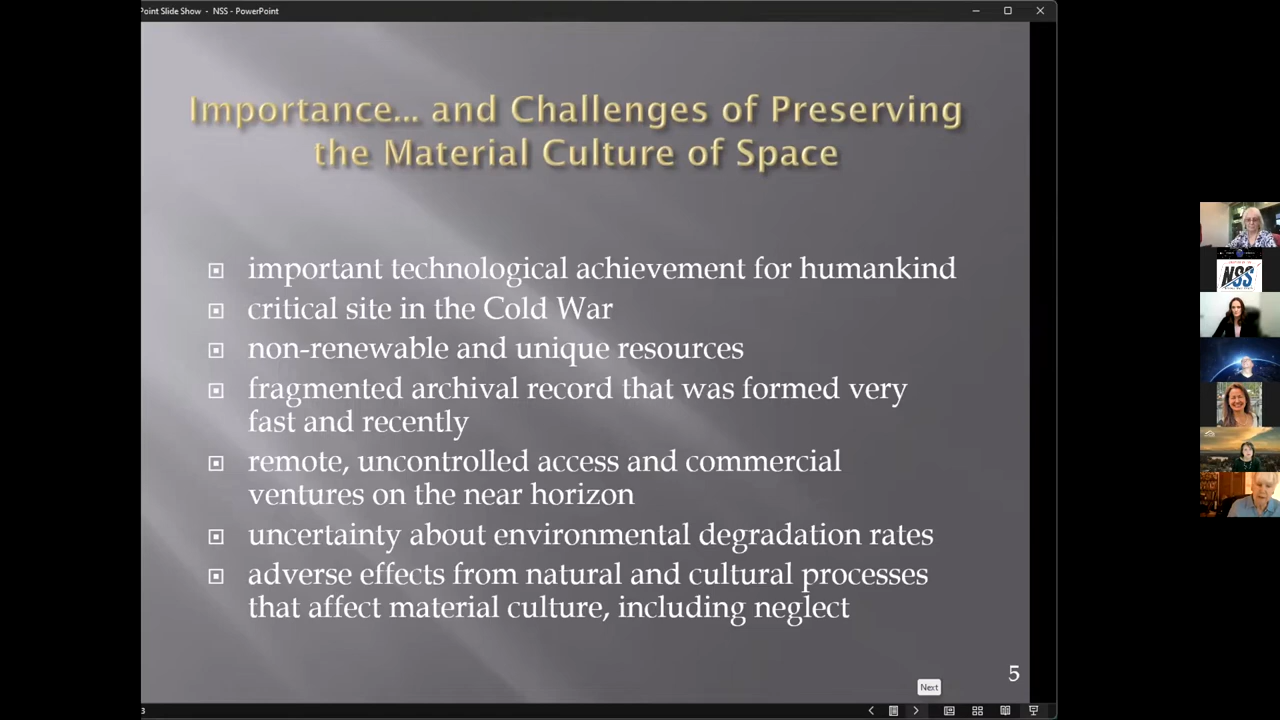 Point Slide Show - NSS - PowerPoint
Importance... and Challenges of Preserving
the Material Culture of Space
important technological achievement for humankind
critical site in the Cold War
non-renewable and unique resources
fragmented archival record that was formed very
fast and recently
remote, uncontrolled access and commercial
ventures on the near horizon
uncertainty about environmental degradation rates
adverse effects from natural and cultural processes
that affect material culture, including neglect
5
Next
3
NSS